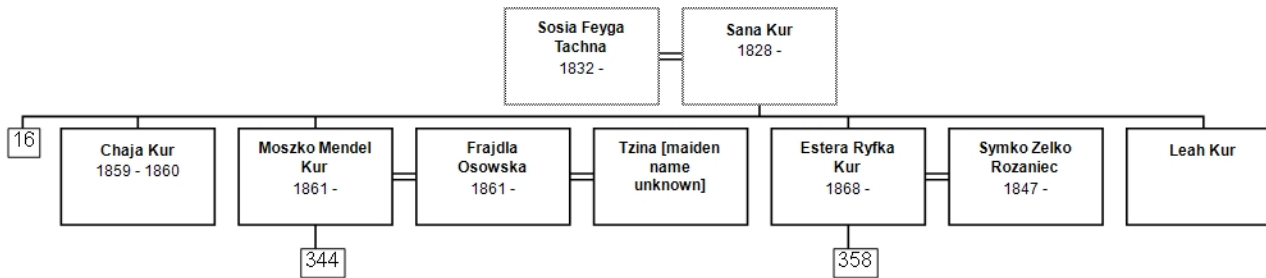 Sosia Feyga
Tachna
1832 -
Sana Kur
1828 -
16
Chaja Kur
1859 - 1860
Moszko Mendel
Kur
1861 -
Frajdla
Osowska
1861 -
Tzina [maiden
name
unknown]
Estera Ryfka
Kur
1868 -
Symko Zelko
Rozaniec
1847 -
Leah Kur
344
358